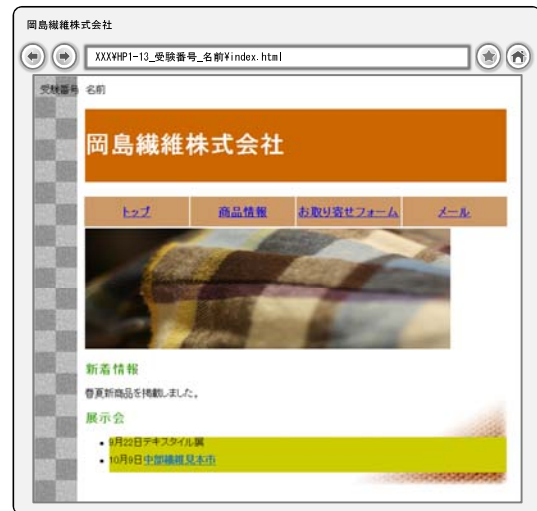 岡島繊維株式会社
XXX¥HP1-13_受験番号_名前¥index.html
受験番号 名前
岡島繊維株式会社
トップ 商品情報 お取り寄せフォーム メール
新着情報
春夏新商品を掲載しました。
展示会
• 9月22日テキスタイル展
• 10月9日中部繊維見本市